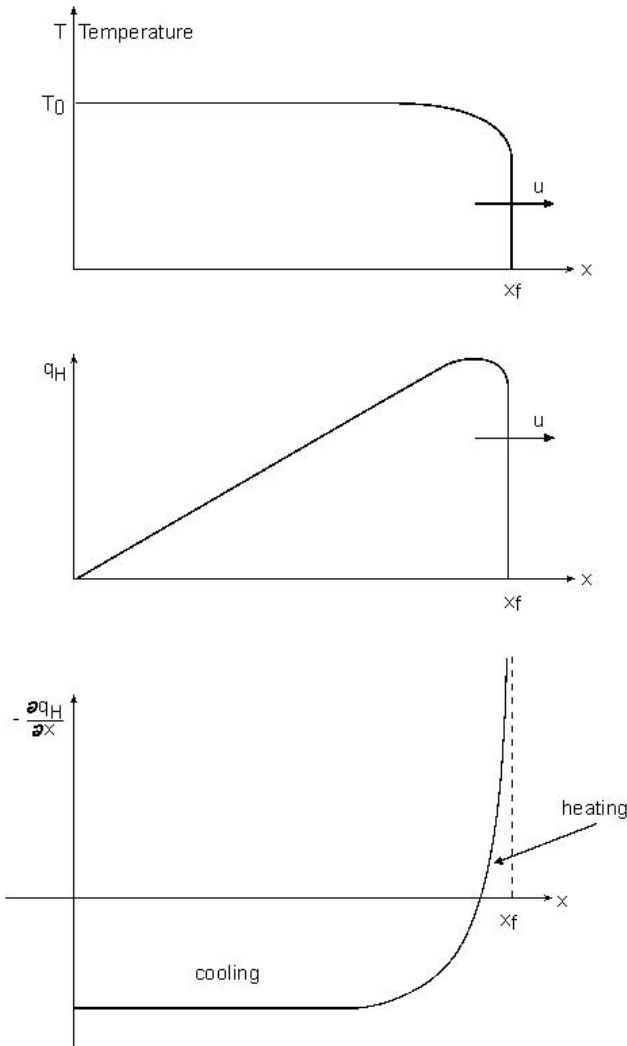 T Temperature
T0
u
x
xf
qH
u
x
xf
- ∂qH
∂x
heating
x
xf
cooling